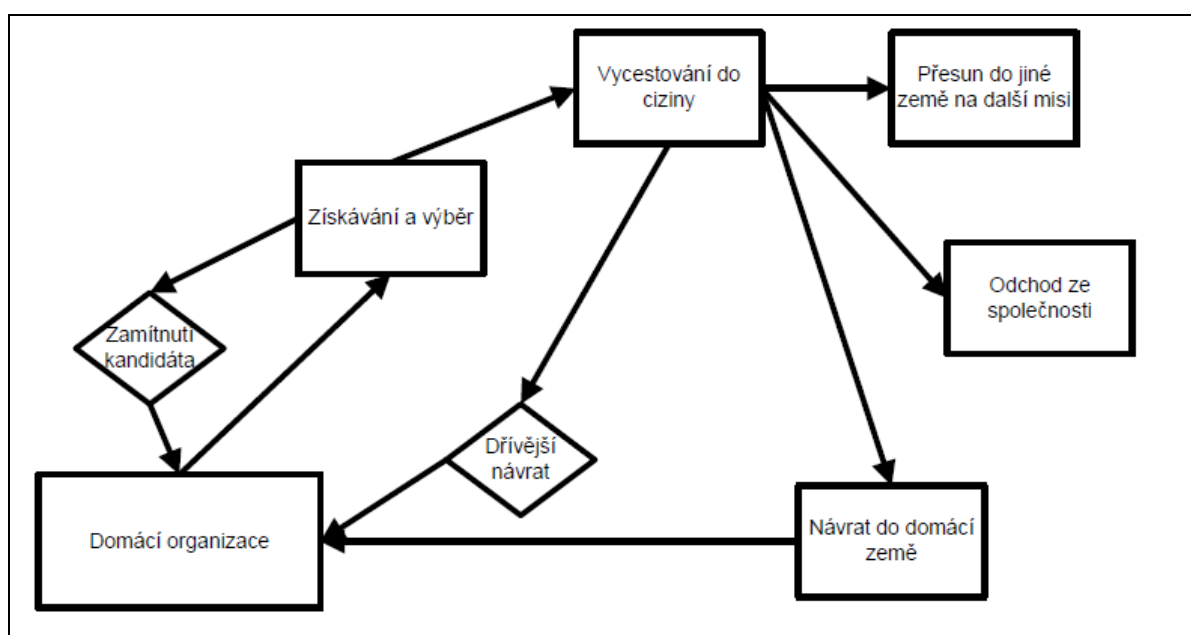 Vycestování do
ciziny
Přesun do jiné
země na další misi
Získávání a výběr
Odchod ze
společnosti
Zamítnutí
kandidáta
Dřívější
návrat
Domácí organizace
Návrat do domácí
země